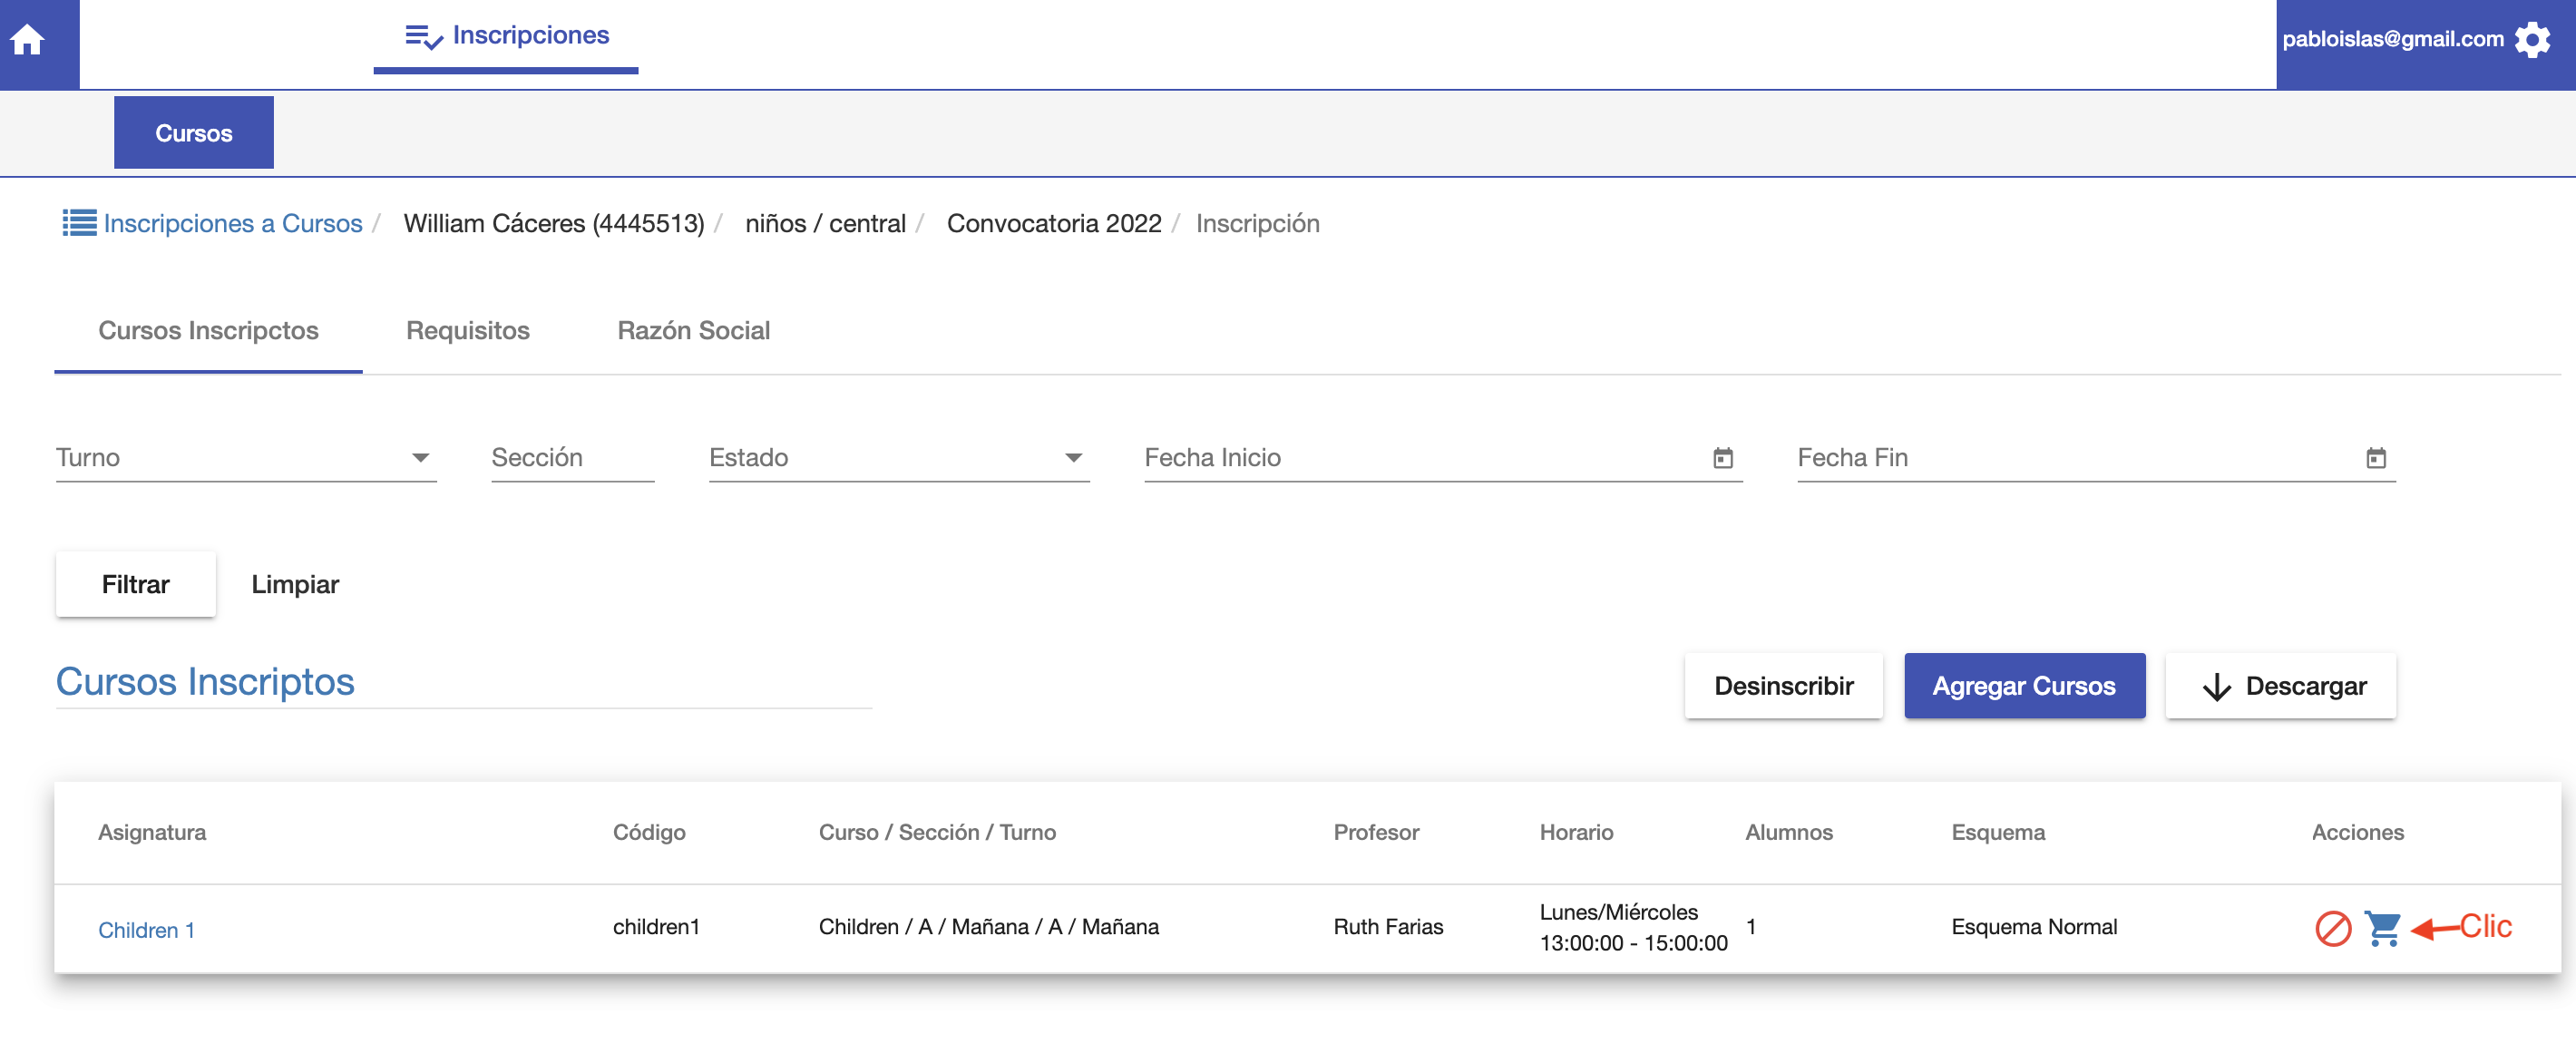 Inscripciones
pabloislas@gmail.com
Cursos
Inscripciones a Cursos / William Cáceres (4445513) / niños / central / Convocatoria 2022 / Inscripción
Cursos Inscripctos Requisitos Razón Social
Turno Sección Estado Fecha Inicio Fecha Fin
Filtrar Limpiar
Cursos Inscriptos
Desinscribir Agregar Cursos Descargar
Asignatura Código Curso / Sección / Turno Profesor Horario Alumnos Esquema Acciones
Children 1 children1 Children / A / Mañana / A / Mañana Ruth Farias Lunes/Miércoles 1 Esquema Normal Clic
13:00:00 - 15:00:00